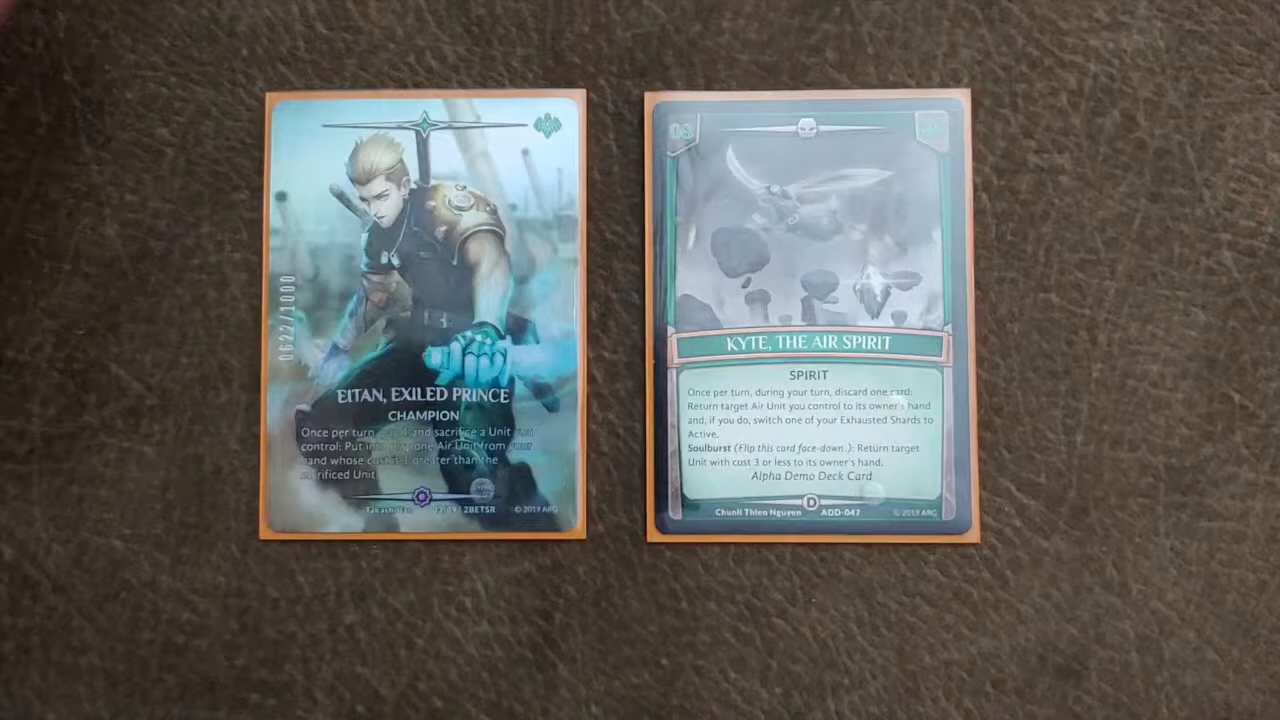 0622/1000
EITAN, EXILED PRINCE
CHAMPION
Once per turn, and sacrifice a Unit you
control: Put into one Air Unit from your
hand whose cost is 1 greater than the
sacrificed Unit
2BETSR
© 2019 ARG
08
KYTE, THE AIR SPIRIT
SPIRIT
Once per turn, during your turn, discard one card:
Return target Air Unit you control to its owner's hand
and, if you do, switch one of your Exhausted Shards to
Active.
Soulburst (Flip this card face-down.): Return target
Unit with cost 3 or less to its owner's hand.
Alpha Demo Deck Card
D
Chunli Thien Nguyen ADD-047 © 2019 ARG